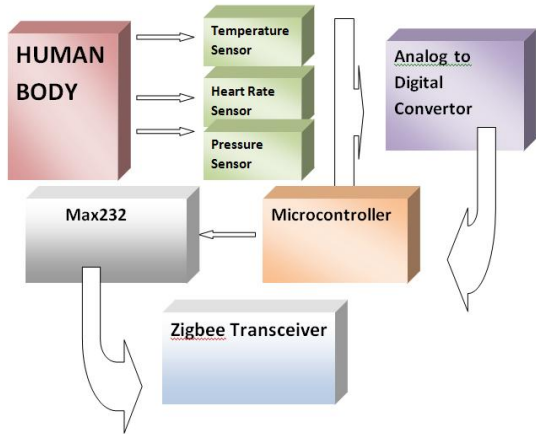 HUMAN
BODY
Temperature
Sensor
Heart Rate
Sensor
Pressure
Sensor
Analog to
Digital
Convertor
Max232
Microcontroller
Zigbee Transceiver